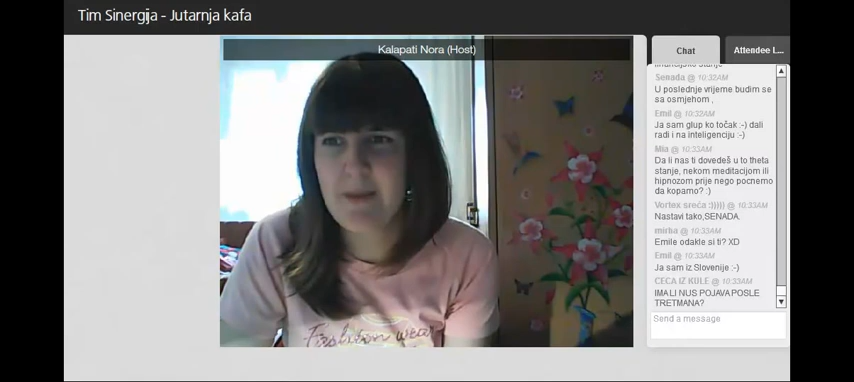 Tim Sinergija - Jutarnja kafa
Kalapati Nora (Host)
Chat
Attendee L...
Senada @ 10:32AM
U poslednje vrijeme budim se
sa osmjehom ,
Emil @ 10:32AM
Ja sam glup ko točak :-) dali
radi i na inteligenciju :-)
Mia @ 10:33AM
Da li nas ti dovedeš u to theta
stanje, nekom meditacijom ili
hipnozom prije nego pocnemo
da kopamo? :)
Vortex sreća :)))) @ 10:33AM
Nastavi tako,SENADA.
mirha @ 10:33AM
Emile odakle si ti? XD
Emil @ 10:33AM
Ja sam iz Slovenije :-)
CECA IZ KULE @ 10:33AM
IMA LI NUS POJAVA POSLE
TRETMANA?
Send a message